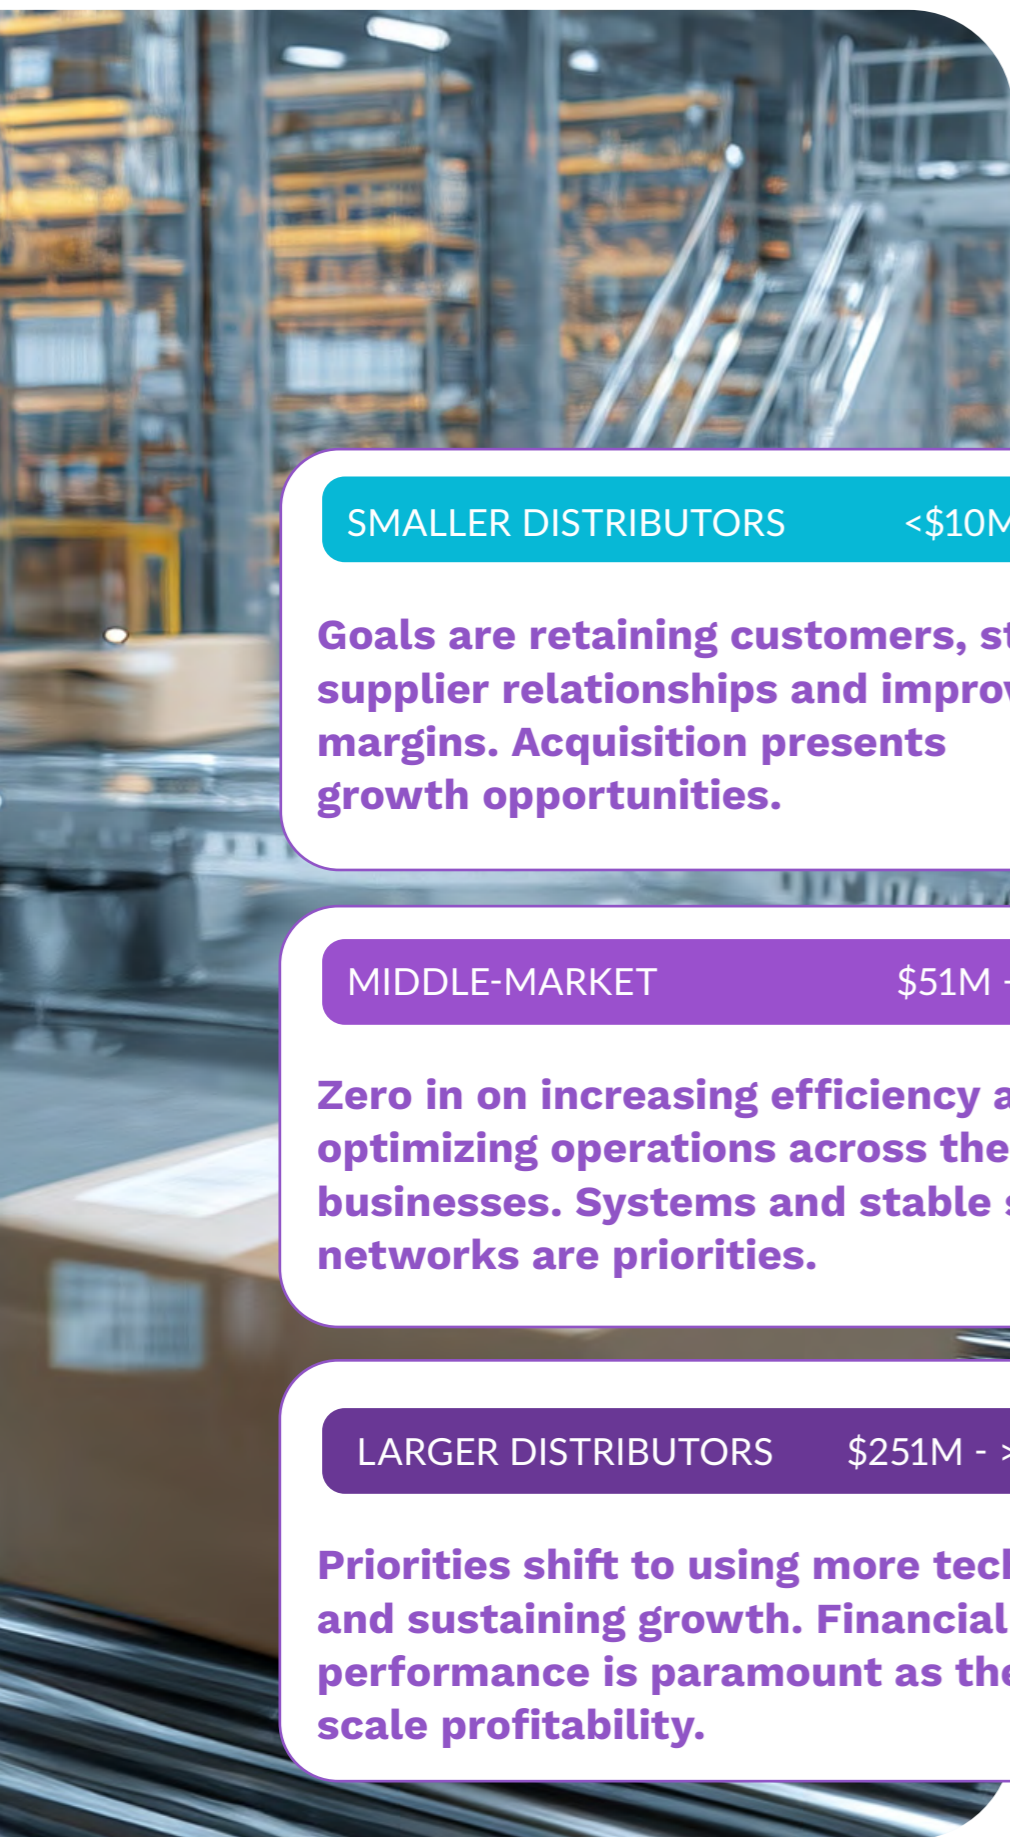 SMALLER DISTRIBUTORS <$10M
Goals are retaining customers,
supplier relationships and
margins. Acquisition presents
growth opportunities.
MIDDLE-MARKET $51M -
Zero in on increasing efficiency
optimizing operations across the
businesses. Systems and stable
networks are priorities.
LARGER DISTRIBUTORS $251M - >
Priorities shift to using more
and sustaining growth. Financial
performance is paramount as
scale profitability.